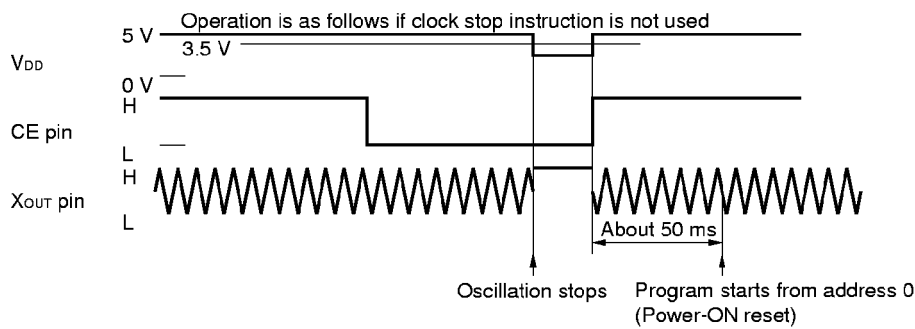 Operation is as follows if clock stop instruction is not used
5 V
3.5 V
VDD
0 V
H
CE pin
L
H
XOUT pin
L
About 50 ms
Oscillation stops
Program starts from address 0
(Power-ON reset)